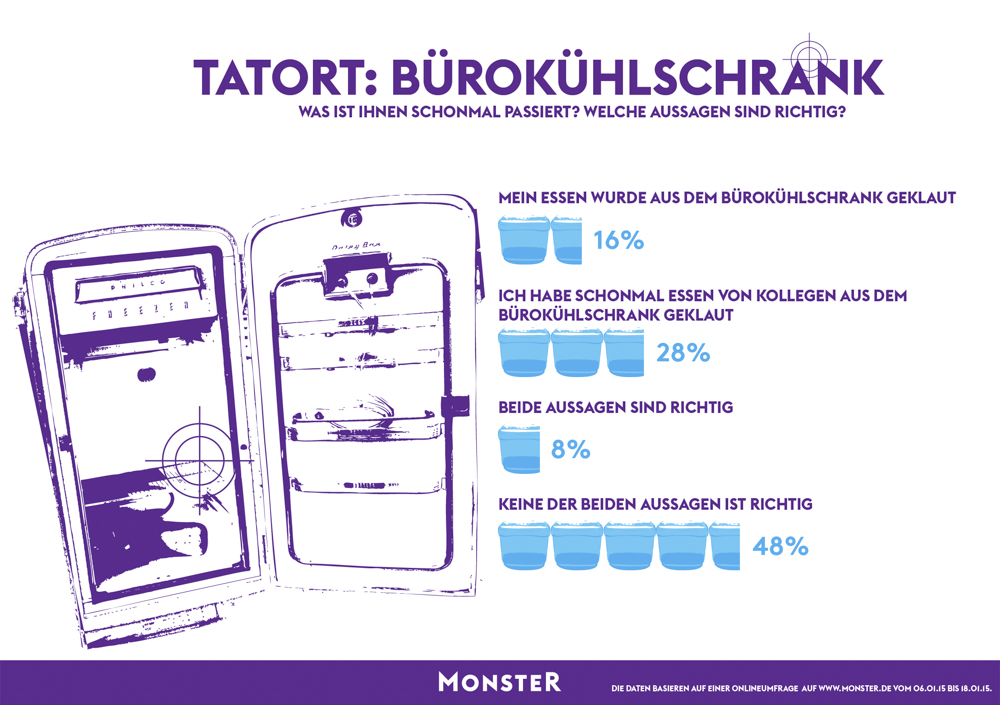 TATORT: BÜROKÜHLSCHRANK
WAS IST IHNEN SCHONMAL PASSIERT? WELCHE AUSSAGEN SIND RICHTIG?
MEIN ESSEN WURDE AUS DEM BÜROKÜHLSCHRANK GEKLAUT
16%
ICH HABE SCHONMAL ESSEN VON KOLLEGEN AUS DEM
BÜROKÜHLSCHRANK GEKLAUT
28%
BEIDE AUSSAGEN SIND RICHTIG
8%
KEINE DER BEIDEN AUSSAGEN IST RICHTIG
48%
Dairy Bar
PHILCO
FREEZER
MONSTER
DIE DATEN BASIEREN AUF EINER ONLINEUMFRAGE AUF WWW.MONSTER.DE VOM 06.01.15 BIS 18.01.15.